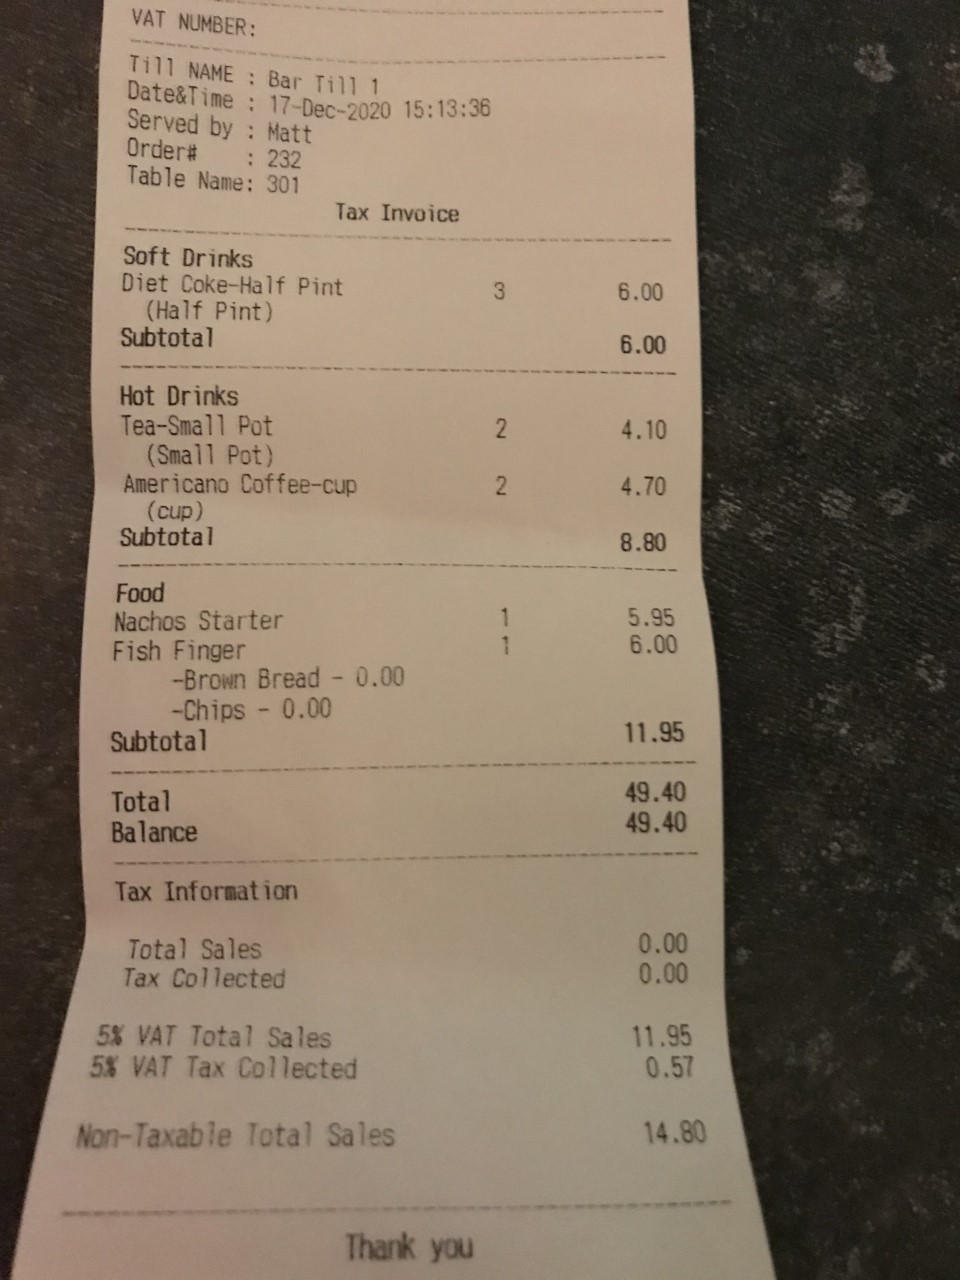 VAT NUMBER:
Till NAME : Bar Till 1
Date&Time : 17-Dec-2020 15:13:36
Served by : Matt
Order# : 232
Table Name: 301
Tax Invoice
Soft Drinks
Diet Coke-Half Pint 3 6.00
(Half Pint)
Subtotal 6.00
Hot Drinks
Tea-Small Pot 2 4.10
(Small Pot)
Americano Coffee-cup 2 4.70
(cup)
Subtotal 8.80
Food
Nachos Starter 1 5.95
Fish Finger 1 6.00
-Brown Bread - 0.00
-Chips - 0.00
Subtotal 11.95
Total 49.40
Balance 49.40
Tax Information
Total Sales 0.00
Tax Collected 0.00
5% VAT Total Sales 11.95
5% VAT Tax Collected 0.57
Non-Taxable Total Sales 14.80
Thank you